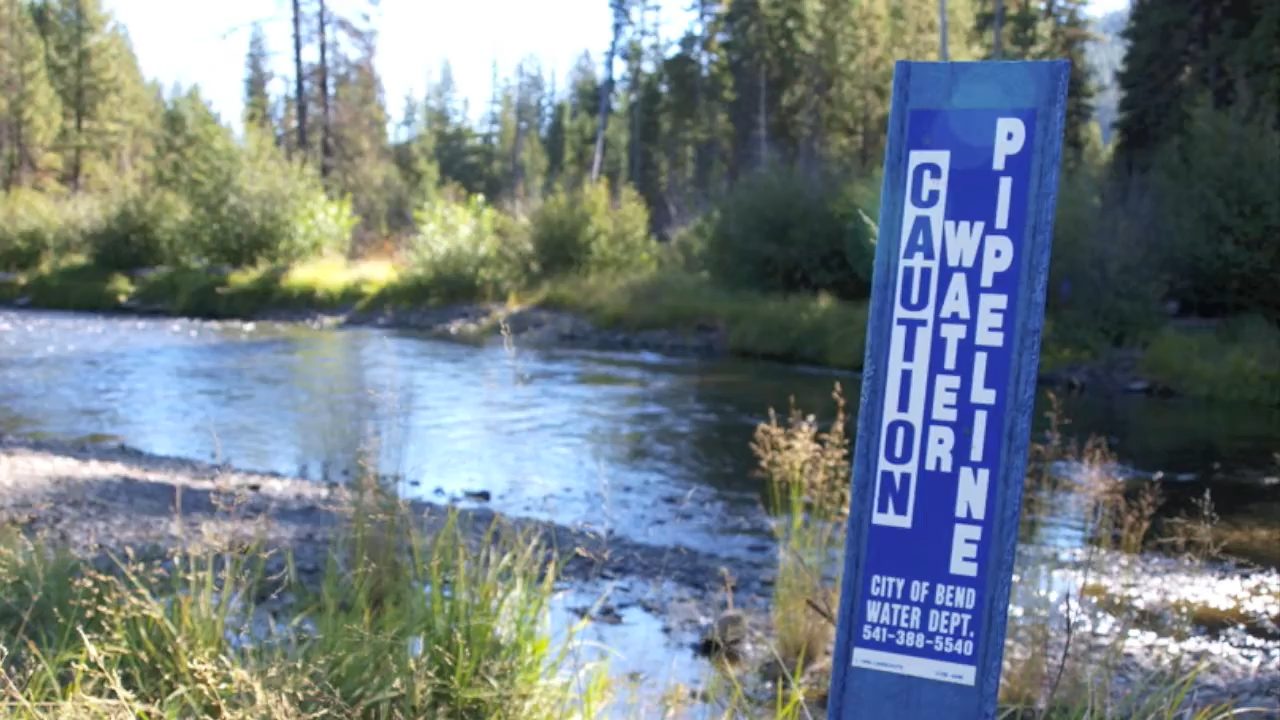 CAUTION
WATER
PIPELINE
CITY OF BEND
WATER DEPT.
541-388-5540